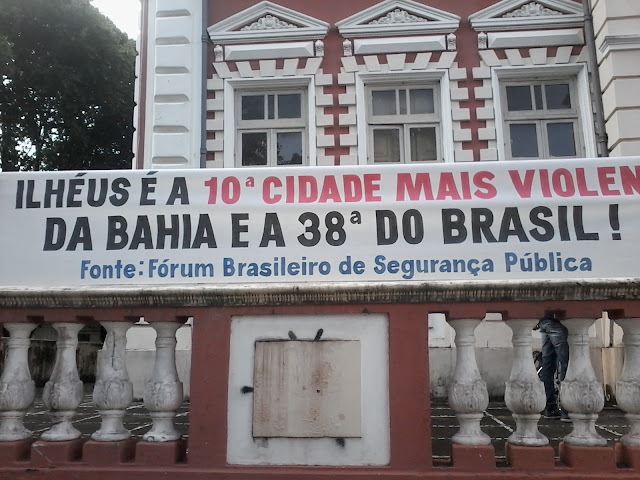 ILHÉUS É A 10ª CIDADE MAIS VIOLEN
DA BAHIA E A 38ª DO BRASIL!
Fonte: Fórum Brasileiro de Segurança Pública